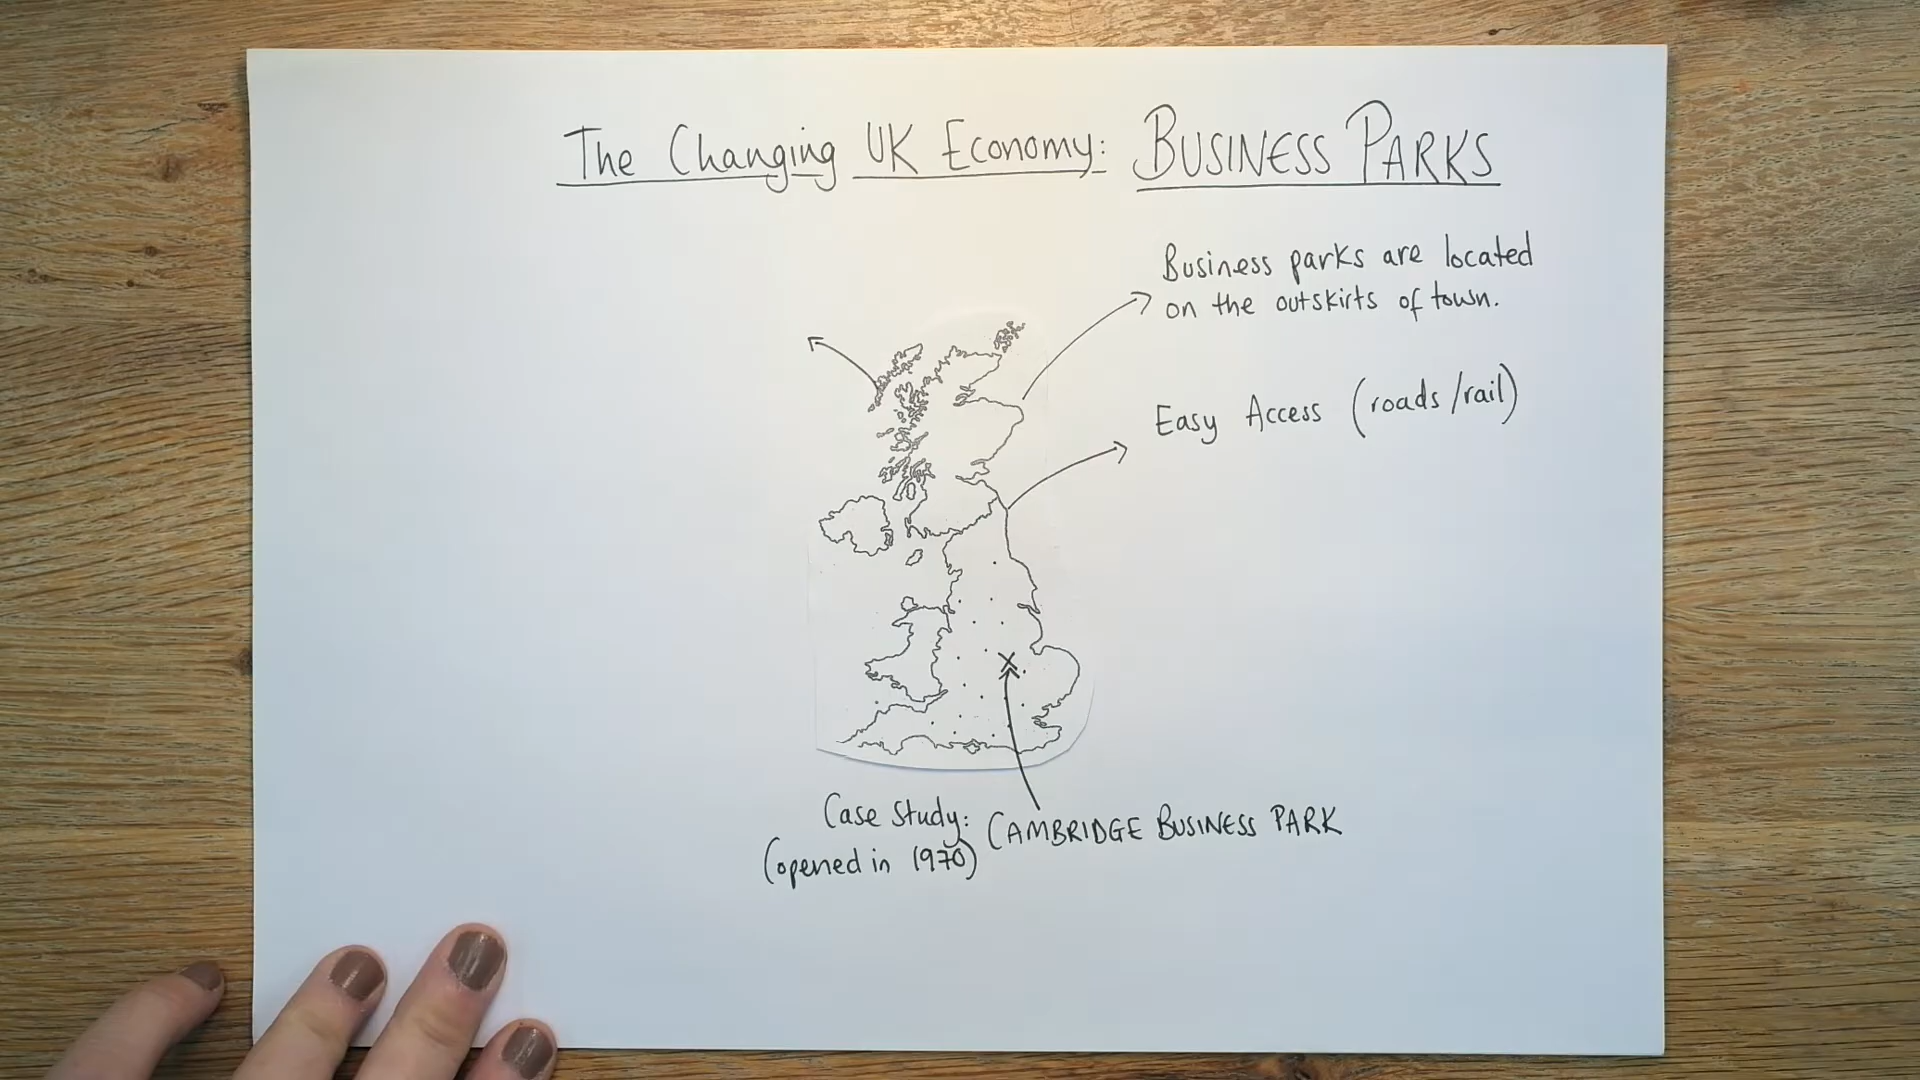 The Changing UK Economy: BUSINESS PARKS
Business parks are located
on the outskirts of town.
Easy Access (roads/rail)
Case Study: CAMBRIDGE BUSINESS PARK
(opened in 1970)